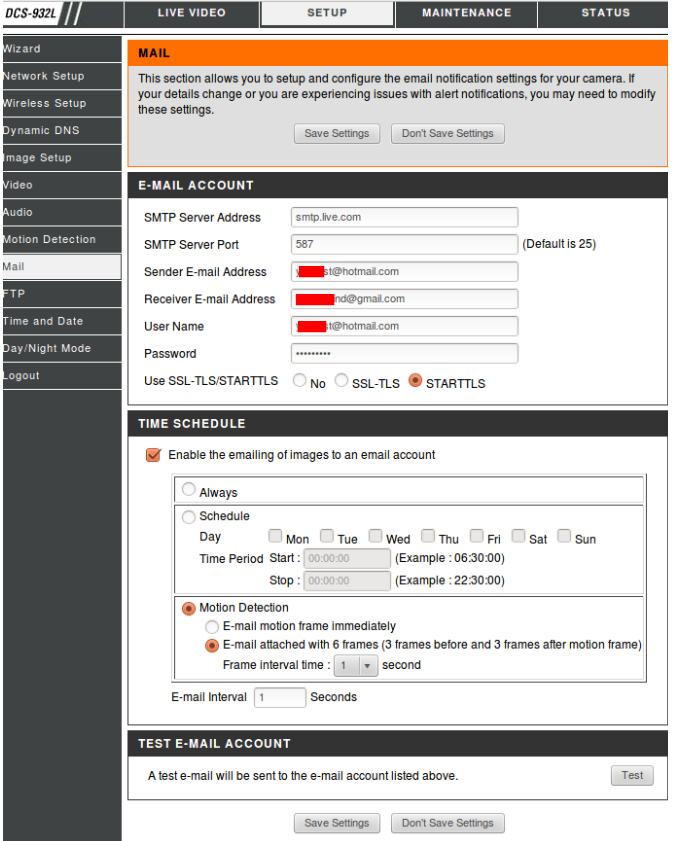 DCS-932L LIVE VIDEO SETUP MAINTENANCE STATUS
Wizard
Network Setup
Wireless Setup
Dynamic DNS
Image Setup
Video
Audio
Motion Detection
Mail
FTP
Time and Date
Day/Night Mode
Logout
MAIL
This section allows you to setup and configure the email notification settings for your camera. If
your details change or you are experiencing issues with alert notifications, you may need to modify
these settings.
Save Settings Don't Save Settings
E-MAIL ACCOUNT
SMTP Server Address smtp.live.com
SMTP Server Port 587 (Default is 25)
Sender E-mail Address st@hotmail.com
Receiver E-mail Address nd@gmail.com
User Name st@hotmail.com
Password •••••••••
Use SSL-TLS/STARTTLS No SSL-TLS STARTTLS
TIME SCHEDULE
Enable the emailing of images to an email account
Always
Schedule
Day Mon Tue Wed Thu Fri Sat Sun
Time Period Start : 00:00:00 (Example : 06:30:00)
Stop : 00:00:00 (Example : 22:30:00)
Motion Detection
E-mail motion frame immediately
E-mail attached with 6 frames (3 frames before and 3 frames after motion frame)
Frame interval time : 1 second
E-mail Interval 1 Seconds
TEST E-MAIL ACCOUNT
A test e-mail will be sent to the e-mail account listed above. Test
Save Settings Don't Save Settings